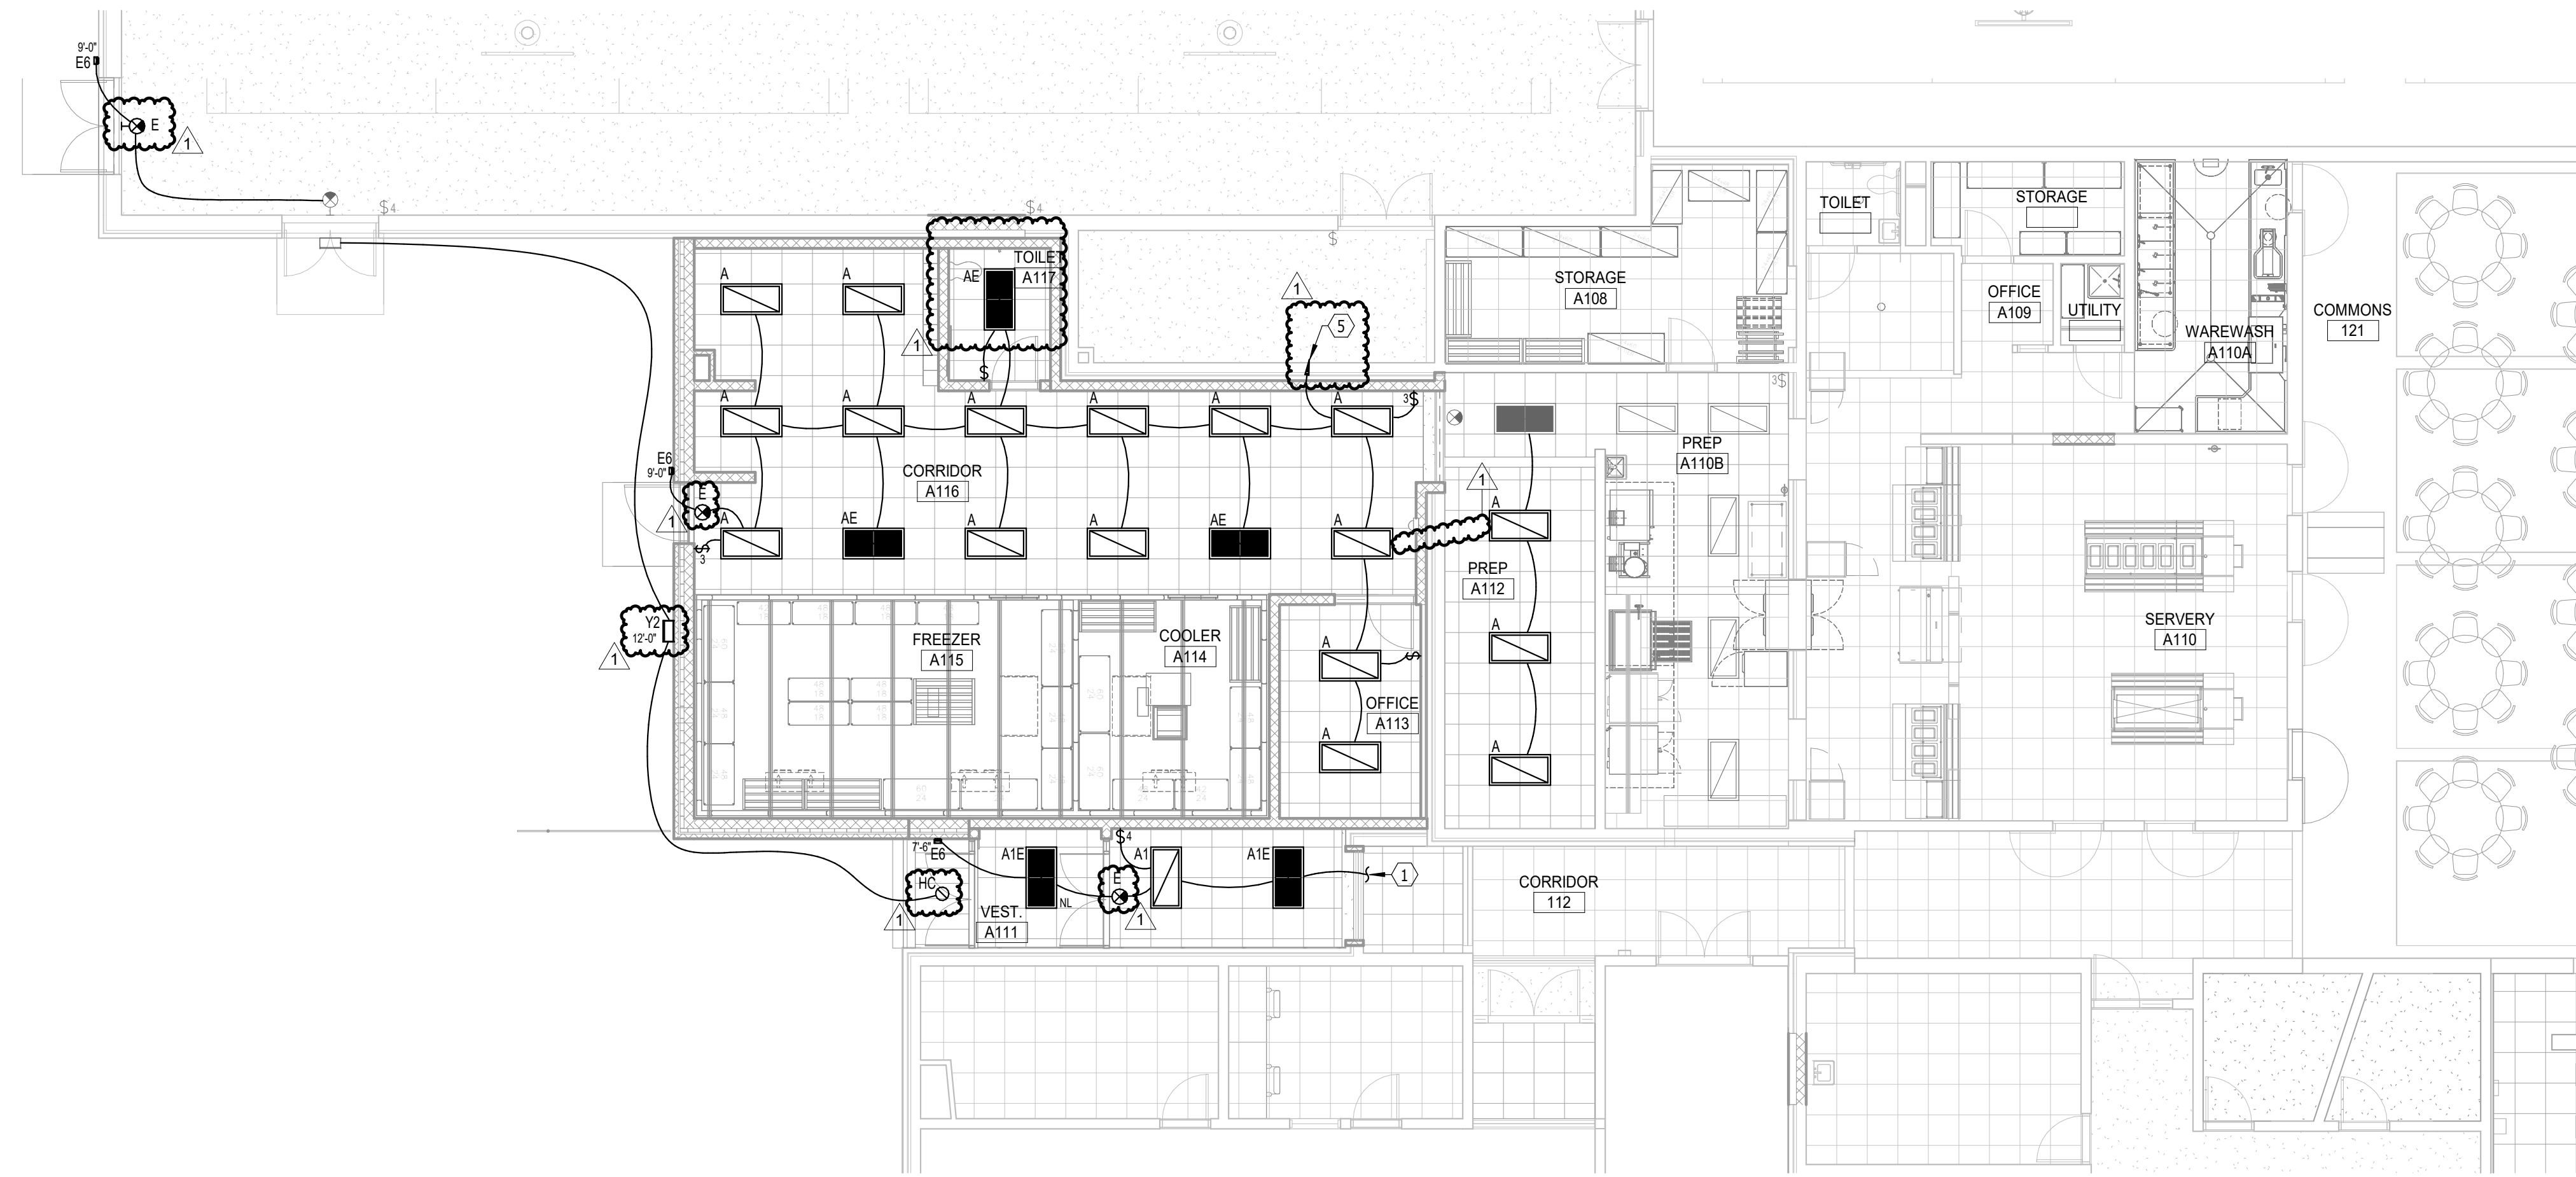 9'-0"
E6
E
1
$4
$4
$
TOILET
A117
AE
1
$
A
A
1
5
STORAGE
A108
TOILET
STORAGE
OFFICE
A109
UTILITY
WAREWASH
A110A
COMMONS
121
3$
A
A
A
A
A
A
3$
PREP
A110B
CORRIDOR
A116
E6
9'-0"
E
1
A
AE
A
A
AE
A
1
A
$
3
PREP
A112
A
A
Y2
12'-0"
1
FREEZER
A115
COOLER
A114
A
$
OFFICE
A113
A
SERVERY
A110
7'-6"
E6
A1E
$4
A1
A1E
1
HC
1
NL
E
1
VEST.
A111
CORRIDOR
112